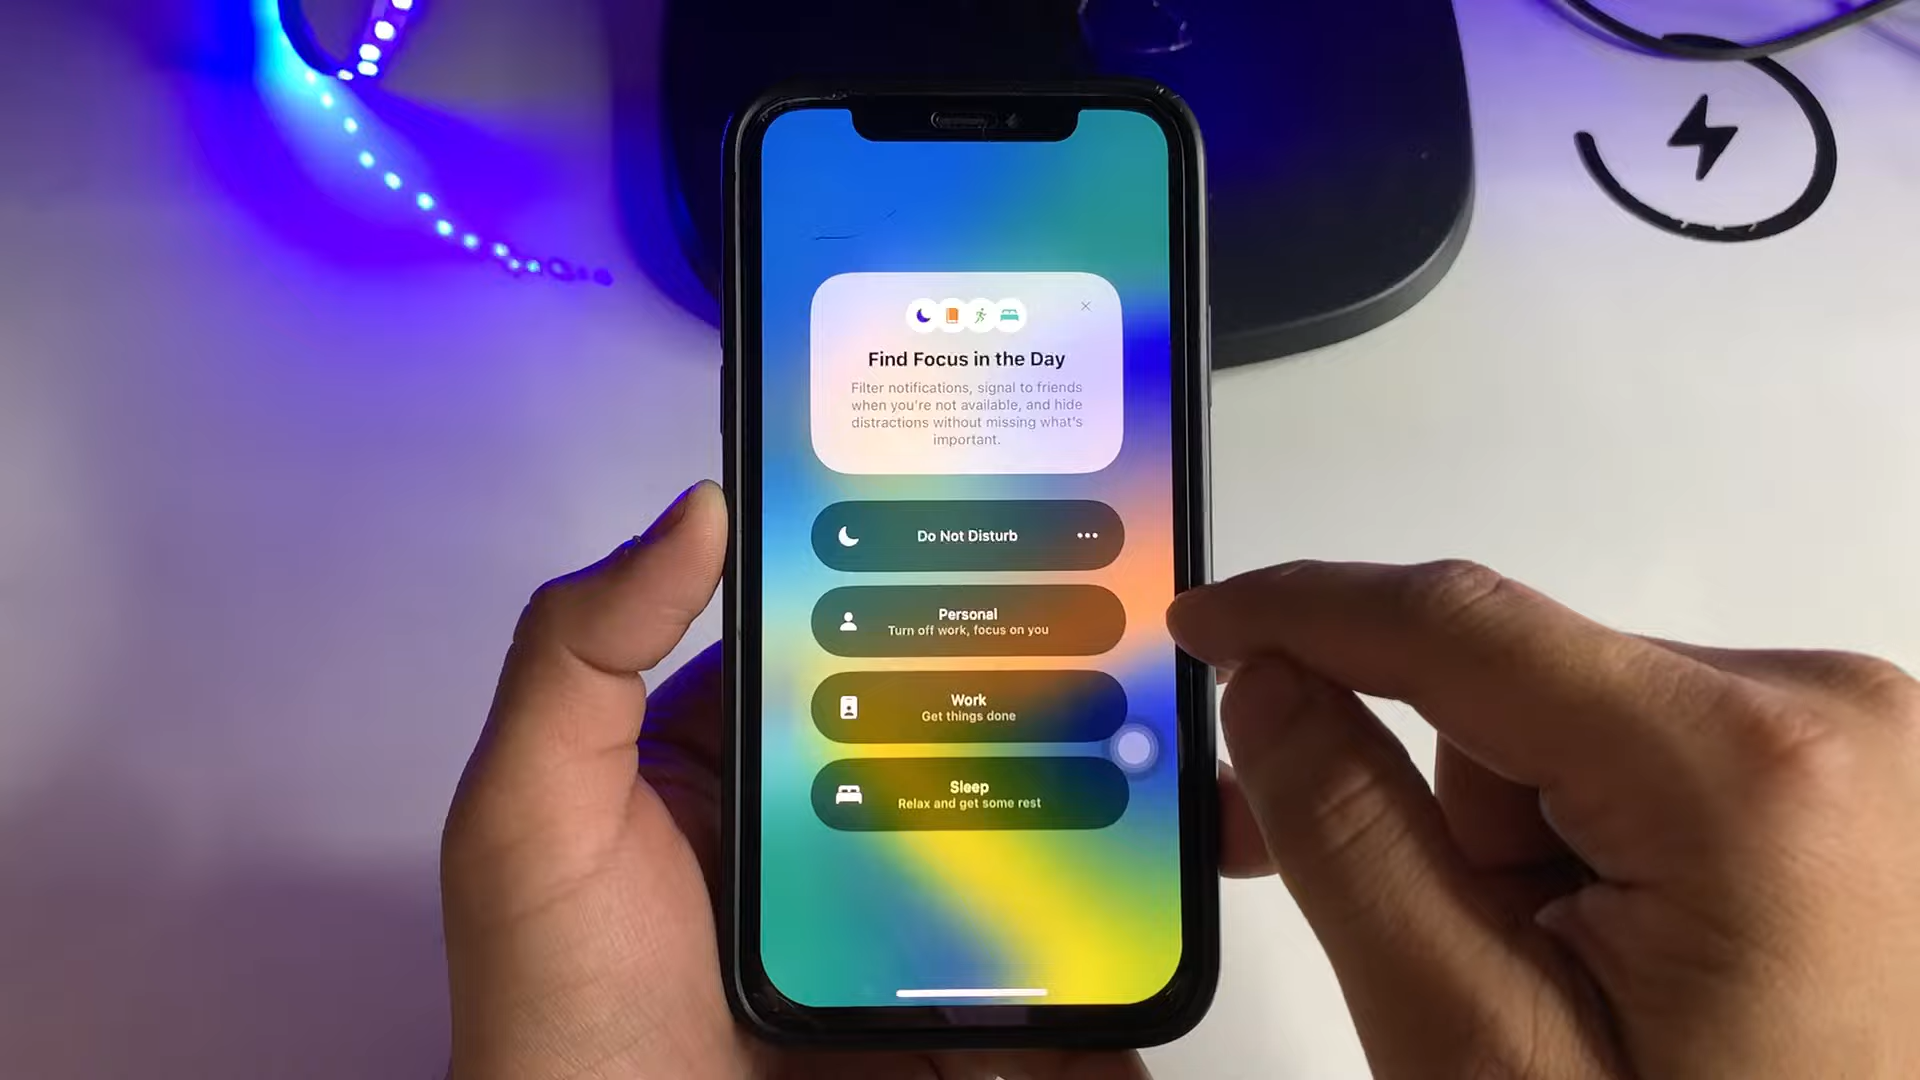 Find Focus in the Day
Filter notifications, signal to friends
when you're not available, and hide
distractions without missing what's
important.
Do Not Disturb
Personal
Turn off work, focus on you
Work
Get things done
Sleep
Relax and get some rest